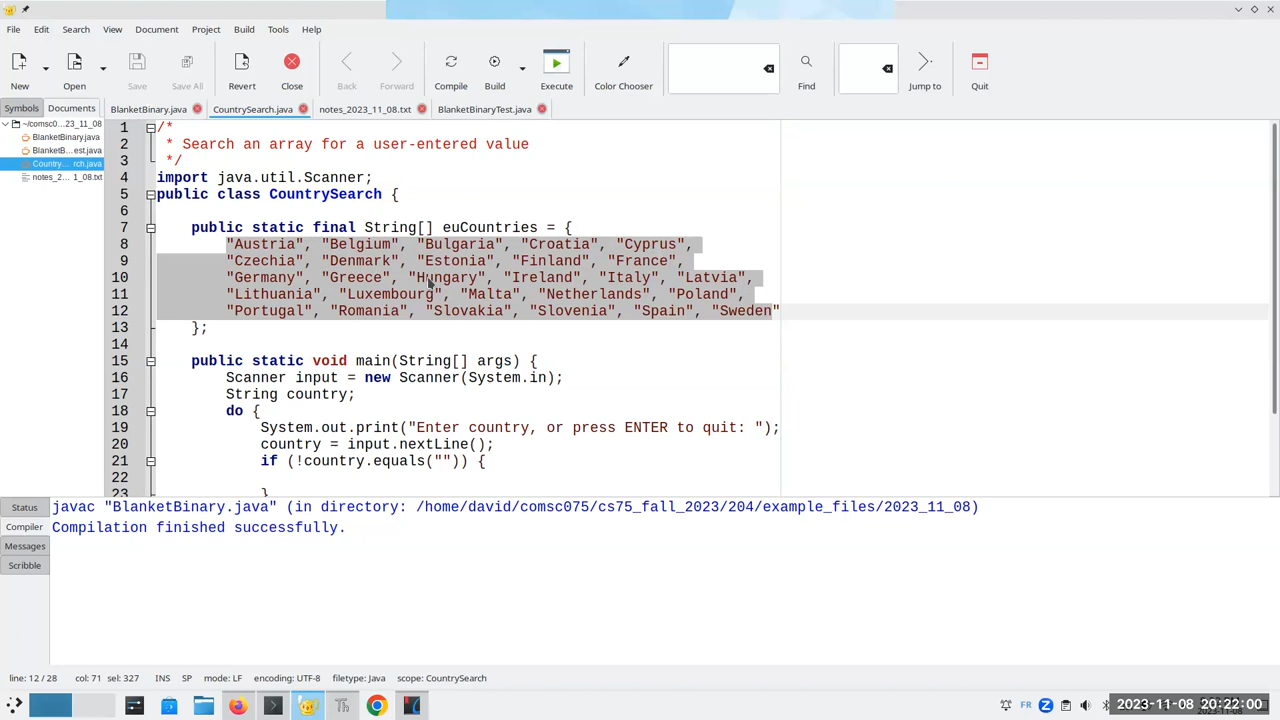 File Edit Search View Document Project Build Tools Help
New Open Save Save All Revert Close Back Forward Compile Build Execute Color Chooser Find Jump to Quit
Symbols Documents BlanketBinary.java CountrySearch.java notes_2023_11_08.txt BlanketBinaryTest.java
~/comsc0...23_11_08
BlanketBinary.java
BlanketB...est.java
Country... rch.java
notes_2... 1_08.txt
1 /*
2 * Search an array for a user-entered value
3 */
4 import java.util.Scanner;
5 public class CountrySearch {
6
7 public static final String[] euCountries = {
8 "Austria", "Belgium", "Bulgaria", "Croatia", "Cyprus",
9 "Czechia", "Denmark", "Estonia", "Finland", "France",
10 "Germany", "Greece", "Hungary", "Ireland", "Italy", "Latvia",
11 "Lithuania", "Luxembourg", "Malta", "Netherlands", "Poland",
12 "Portugal", "Romania", "Slovakia", "Slovenia", "Spain", "Sweden"
13 };
14
15 public static void main(String[] args) {
16 Scanner input = new Scanner(System.in);
17 String country;
18 do {
19 System.out.print("Enter country, or press ENTER to quit: ");
20 country = input.nextLine();
21 if (!country.equals("")) {
22
23 }
Status
Compiler
Messages
Scribble
javac "BlanketBinary.java" (in directory: /home/david/comsc075/cs75_fall_2023/204/example_files/2023_11_08)
Compilation finished successfully.
line: 12 / 28 col: 71 sel: 327 INS SP mode: LF encoding: UTF-8 filetype: Java scope: CountrySearch
FR 2023-11-08 20:22:00